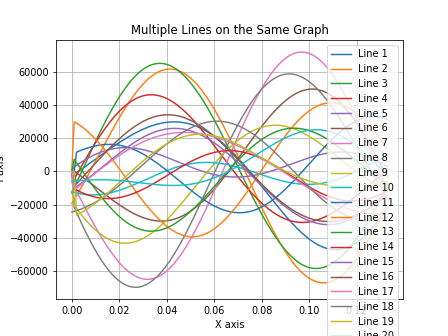 Multiple Lines on the Same Graph
60000
40000
20000
0
−20000
−40000
−60000
0.00
0.02
0.04
0.06
0.08
0.10
X axis
Line 1
Line 2
Line 3
Line 4
Line 5
Line 6
Line 7
Line 8
Line 9
Line 10
Line 11
Line 12
Line 13
Line 14
Line 15
Line 16
Line 17
Line 18
Line 19
Line 20